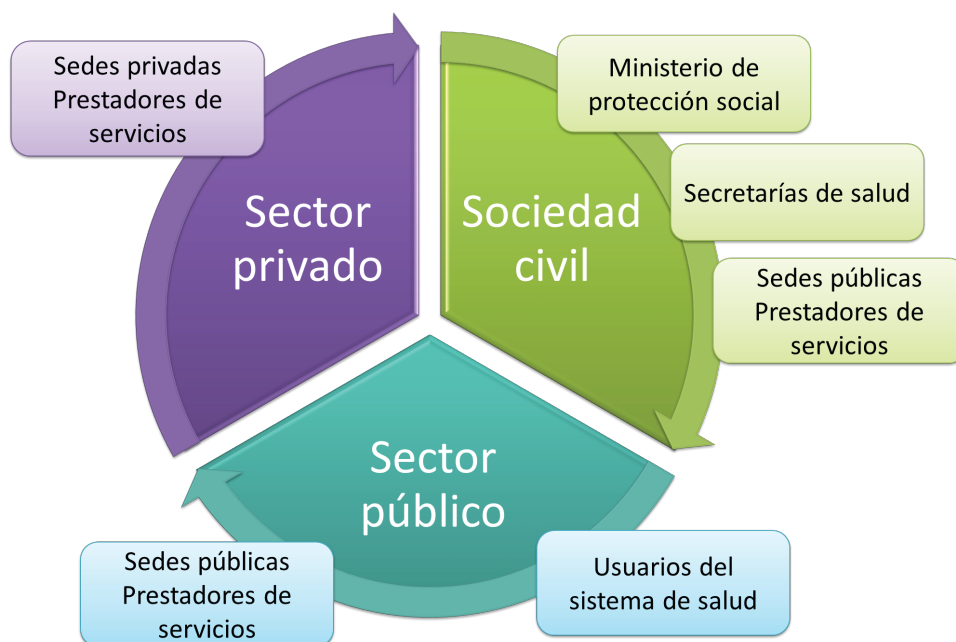 Sedes privadas
Prestadores de
servicios
Ministerio de
protección social
Secretarías de salud
Sector
privado
Sociedad
civil
Sedes públicas
Prestadores de
servicios
Sector
público
Sedes públicas
Prestadores de
servicios
Usuarios del
sistema de salud